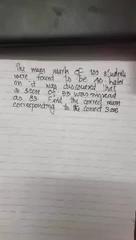 The mean mark of 100 students
were found to be 40 later
on it was discovered that
a score of 53 was misread
as 83 Find the correct mean
corresponding to the correct score